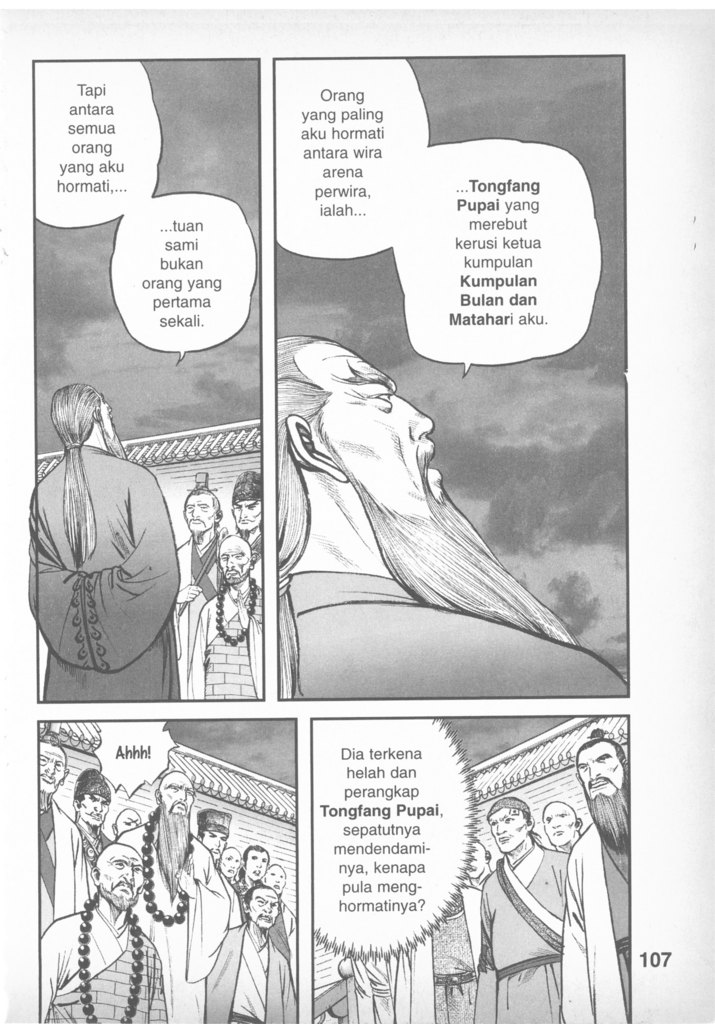 Tapi
antara
semua
orang
yang aku
hormati,...
...tuan
sami
bukan
orang yang
pertama
sekali.
Orang
yang paling
aku hormati
antara wira
arena
perwira,
ialah...
...Tongfang
Pupai yang
merebut
kerusi ketua
kumpulan
Kumpulan
Bulan dan
Matahari aku.
Ahhh!
Dia terkena
helah dan
perangkap
Tongfang Pupai,
sepatutnya
mendendami-
nya, kenapa
pula meng-
hormatinya?
107